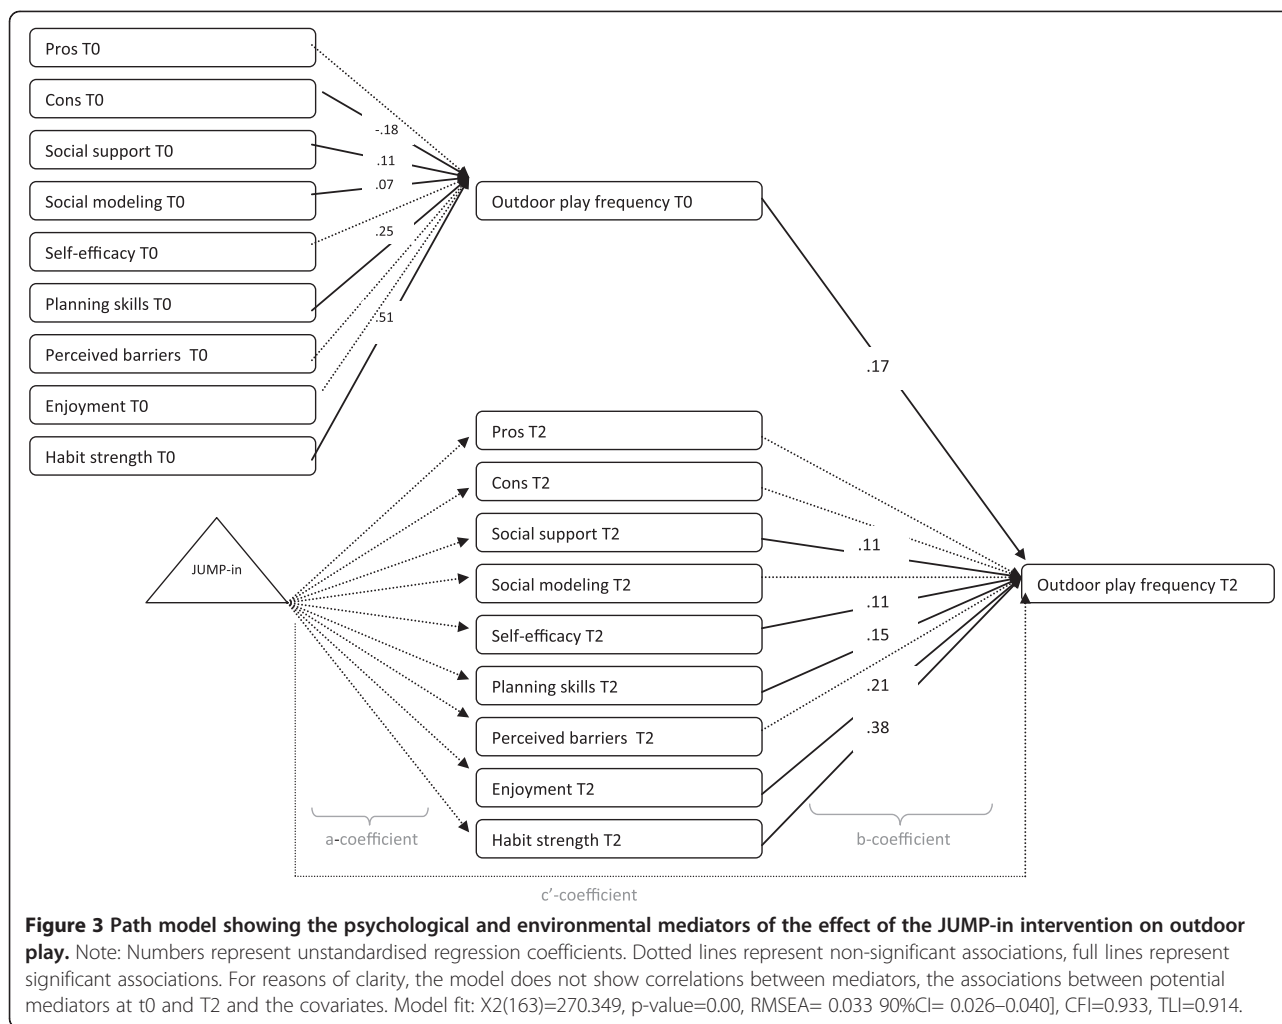 Pros T0
Cons T0
Social support T0
Social modeling T0
Self-efficacy T0
Planning skills T0
Perceived barriers T0
Enjoyment T0
Habit strength T0
-.18
.11
.07
.25
.51
Outdoor play frequency T0
.17
JUMP-in
Pros T2
Cons T2
Social support T2
Social modeling T2
Self-efficacy T2
Planning skills T2
Perceived barriers T2
Enjoyment T2
Habit strength T2
.11
.11
.15
.21
.38
Outdoor play frequency T2
a-coefficient
b-coefficient
c’-coefficient
Figure 3 Path model showing the psychological and environmental mediators of the effect of the JUMP-in intervention on outdoor
play. Note: Numbers represent unstandardised regression coefficients. Dotted lines represent non-significant associations, full lines represent
significant associations. For reasons of clarity, the model does not show correlations between mediators, the associations between potential
mediators at t0 and T2 and the covariates. Model fit: X2(163)=270.349, p-value=0.00, RMSEA= 0.033 90%CI= 0.026–0.040], CFI=0.933, TLI=0.914.